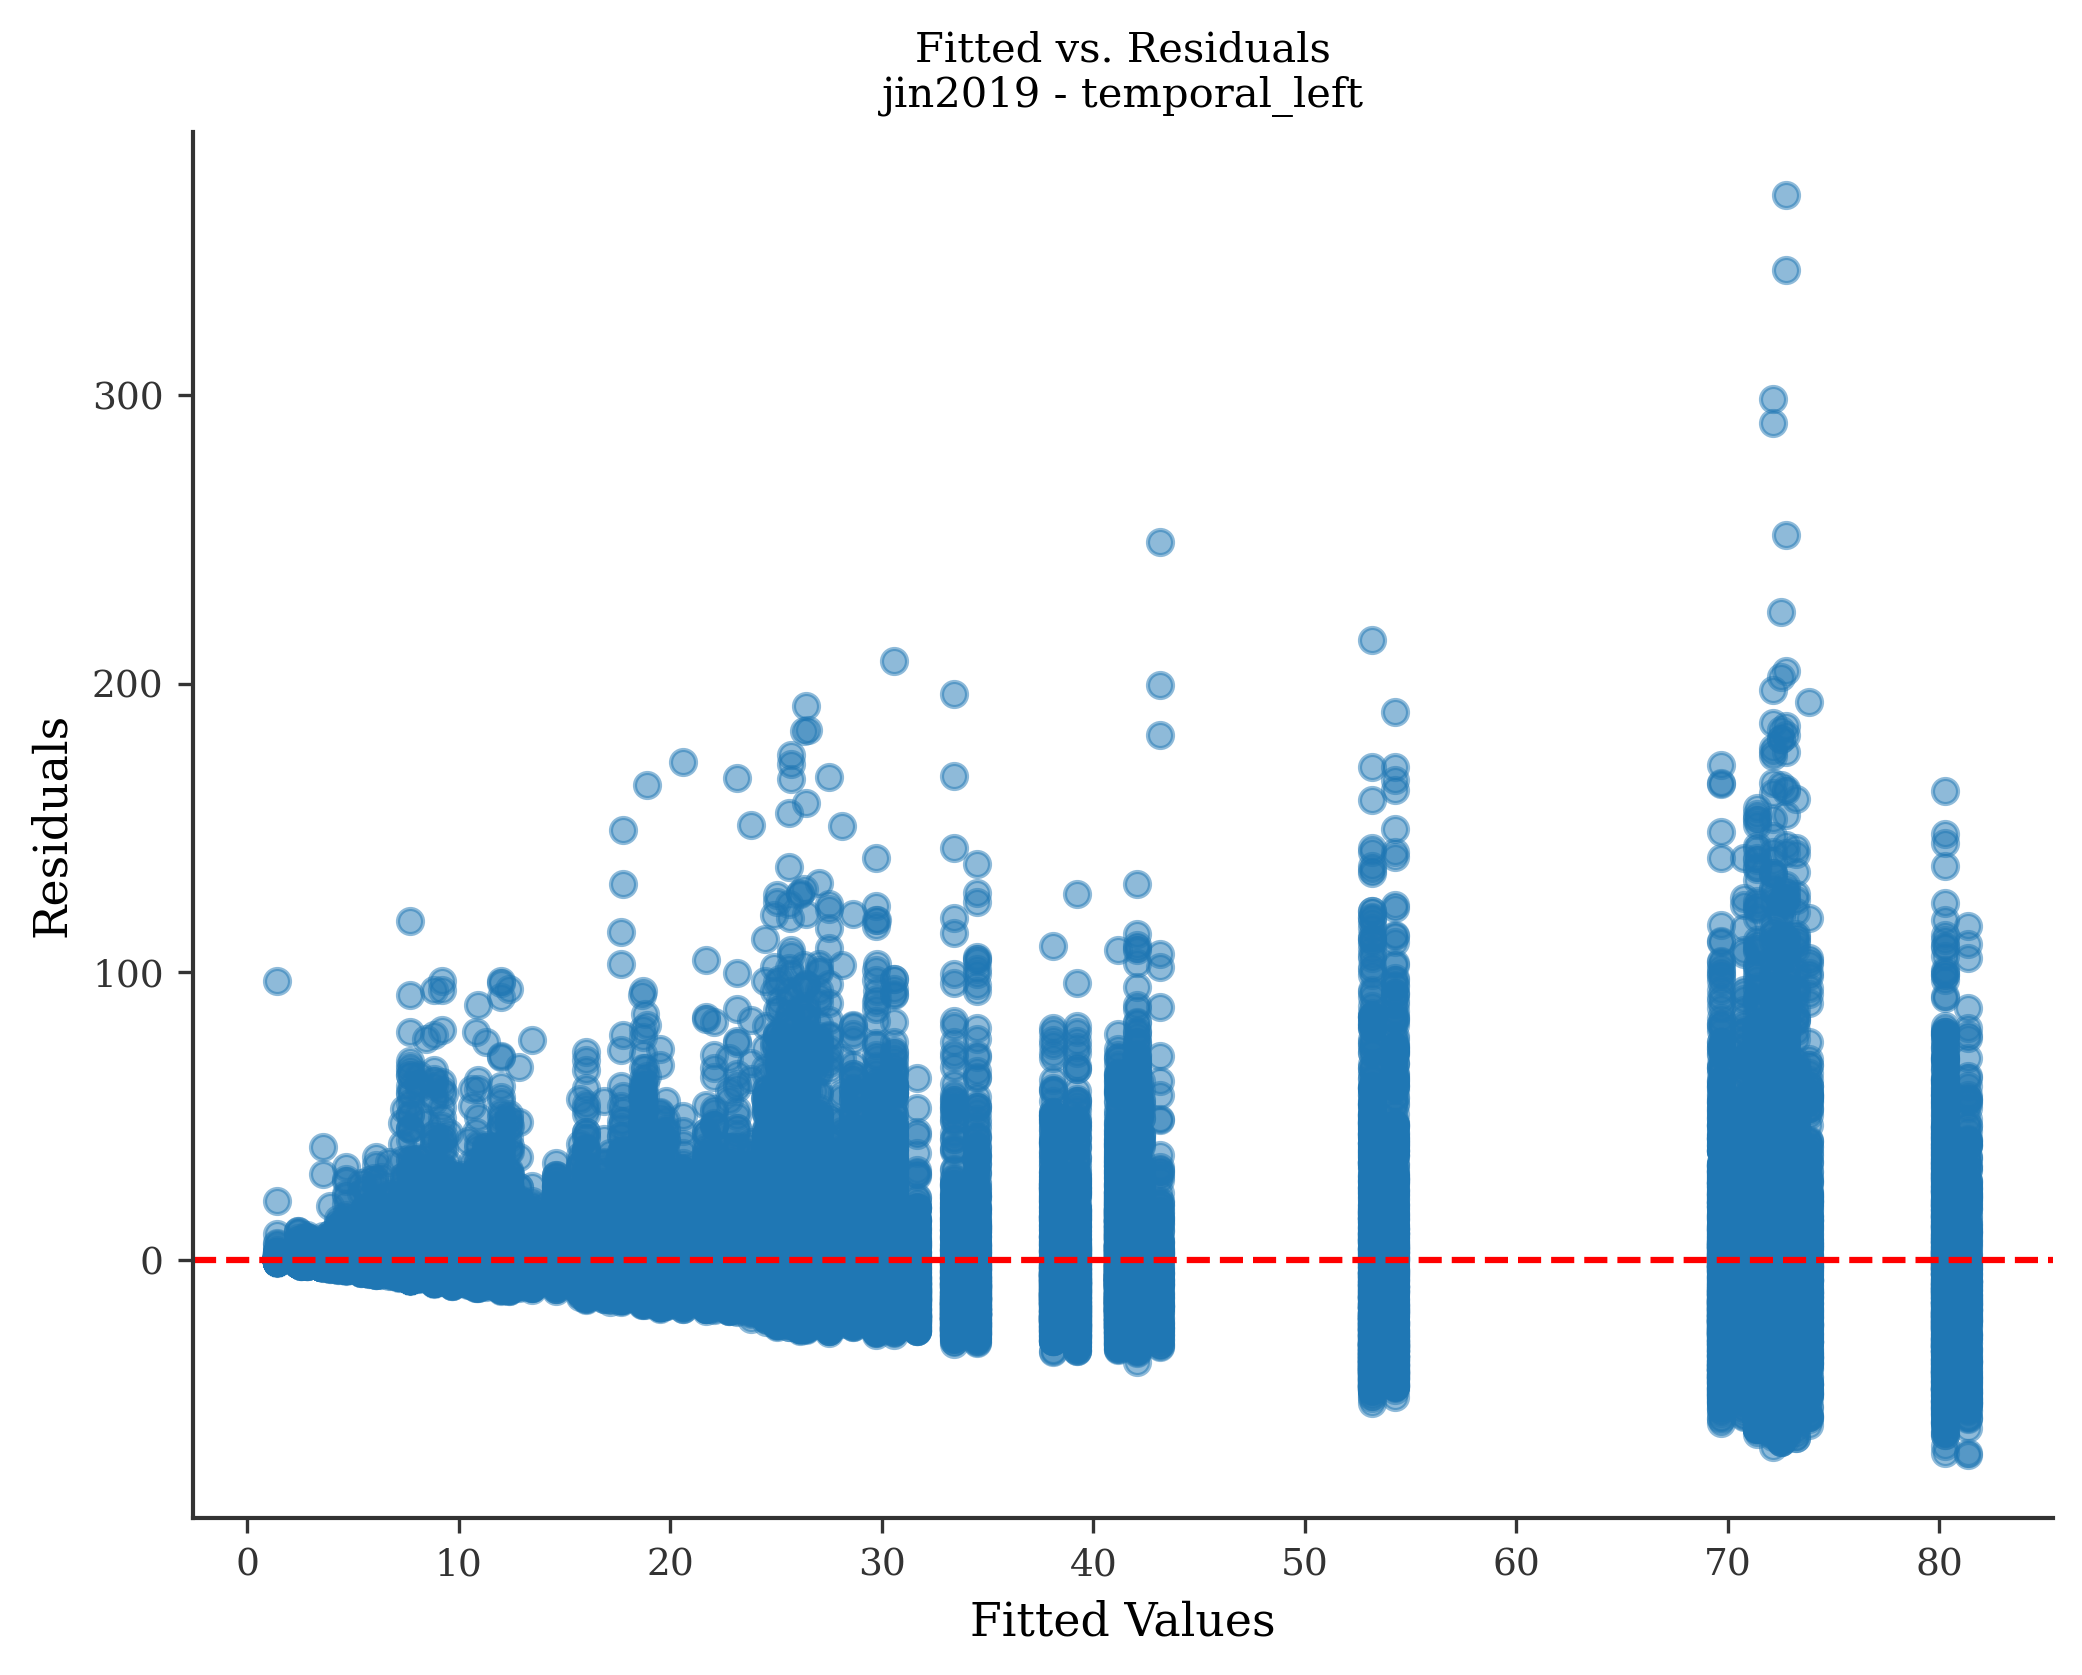 Fitted vs. Residuals
jin2019 - temporal_left
Residuals
300
200
100
0
0 10 20 30 40 50 60 70 80
Fitted Values